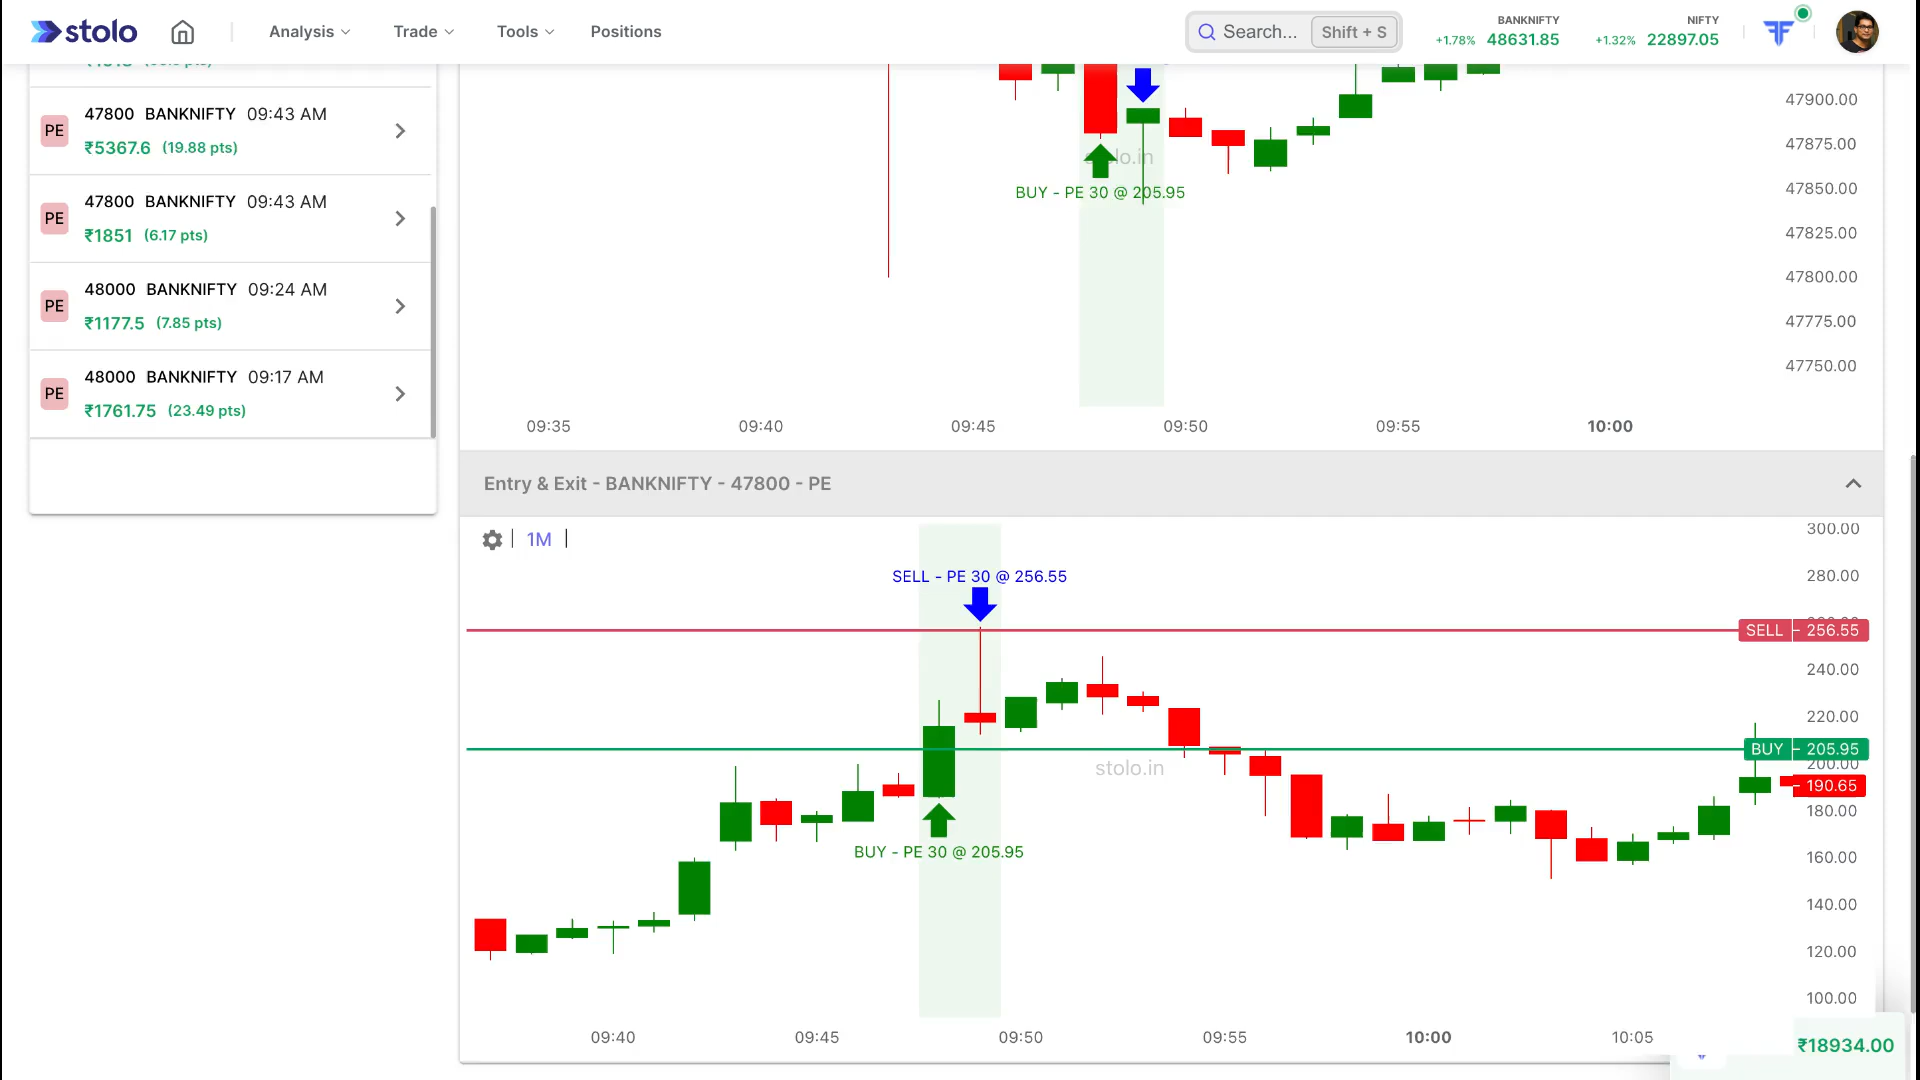 stolo
Analysis
Trade
Tools
Positions
Search...
Shift + S
BANKNIFTY
+1.78% 48631.85
NIFTY
+1.32% 22897.05
PE
47800 BANKNIFTY 09:43 AM
₹5367.6 (19.88 pts)
PE
47800 BANKNIFTY 09:43 AM
₹1851 (6.17 pts)
PE
48000 BANKNIFTY 09:24 AM
₹1177.5 (7.85 pts)
PE
48000 BANKNIFTY 09:17 AM
₹1761.75 (23.49 pts)
47900.00
47875.00
47850.00
47825.00
47800.00
47775.00
47750.00
BUY - PE 30 @ 205.95
09:35
09:40
09:45
09:50
09:55
10:00
Entry & Exit - BANKNIFTY - 47800 - PE
1M
SELL - PE 30 @ 256.55
BUY - PE 30 @ 205.95
stolo.in
300.00
280.00
SELL - 256.55
240.00
220.00
BUY - 205.95
200.00
190.65
180.00
160.00
140.00
120.00
100.00
09:40
09:45
09:50
09:55
10:00
10:05
₹18934.00